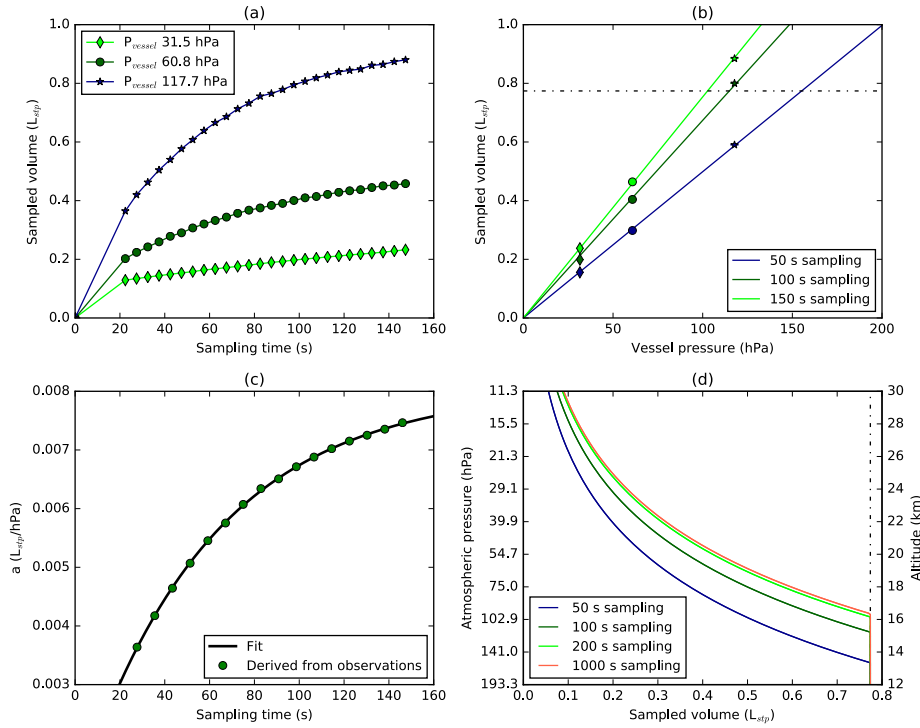 (a)
Sampled volume (L_stp)
1.0
0.8
0.6
0.4
0.2
0.0
P_vessel 31.5 hPa
P_vessel 60.8 hPa
P_vessel 117.7 hPa
0 20 40 60 80 100 120 140 160
Sampling time (s)
(b)
Sampled volume (L_stp)
1.0
0.8
0.6
0.4
0.2
0.0
50 s sampling
100 s sampling
150 s sampling
0 50 100 150 200
Vessel pressure (hPa)
(c)
a (L_stp/hPa)
0.008
0.007
0.006
0.005
0.004
0.003
Fit
Derived from observations
0 20 40 60 80 100 120 140 160
Sampling time (s)
(d)
Atmospheric pressure (hPa)
11.3
15.5
21.3
29.1
39.9
54.7
75.0
102.9
141.0
193.3
50 s sampling
100 s sampling
200 s sampling
1000 s sampling
0.0 0.1 0.2 0.3 0.4 0.5 0.6 0.7 0.8
Sampled volume (L_stp)
30
28
26
24
22
20
18
16
14
12
Altitude (km)